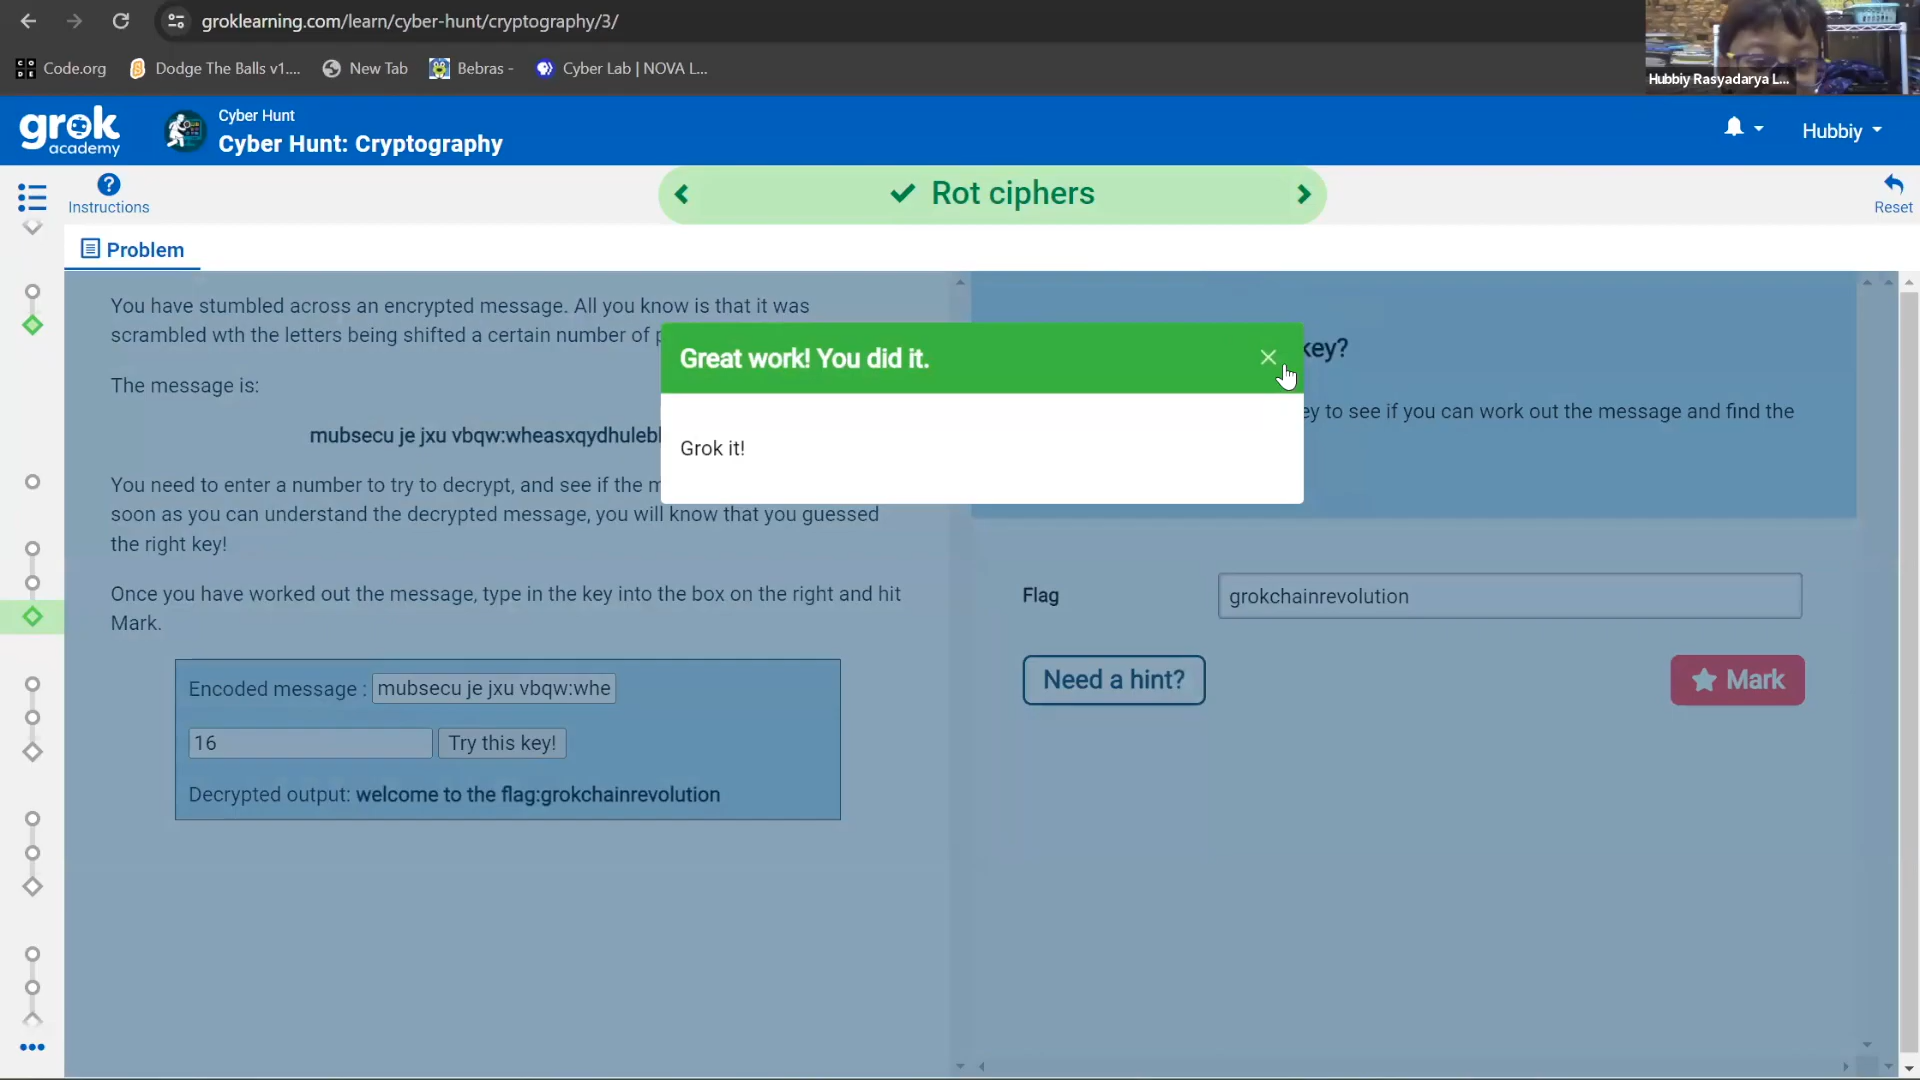 groklearning.com/learn/cyber-hunt/cryptography/3/
Code.org
Dodge The Balls v1....
New Tab
Bebras -
Cyber Lab | NOVA L...
Hubbiy Rasyadarya L...
grok
academy
Cyber Hunt
Cyber Hunt: Cryptography
Hubbiy
Instructions
Rot ciphers
Reset
Problem
You have stumbled across an encrypted message. All you know is that it was
scrambled wth the letters being shifted a certain number of
The message is:
mubsecu je jxu vbqw:wheasxqydhulebl
You need to enter a number to try to decrypt, and see if the
soon as you can understand the decrypted message, you will know that you guessed
the right key!
Once you have worked out the message, type in the key into the box on the right and hit
Mark.
Encoded message : mubsecu je jxu vbqw:whe
16
Try this key!
Decrypted output: welcome to the flag:grokchainrevolution
Great work! You did it.
Grok it!
key?
to see if you can work out the message and find the
Flag
grokchainrevolution
Need a hint?
Mark